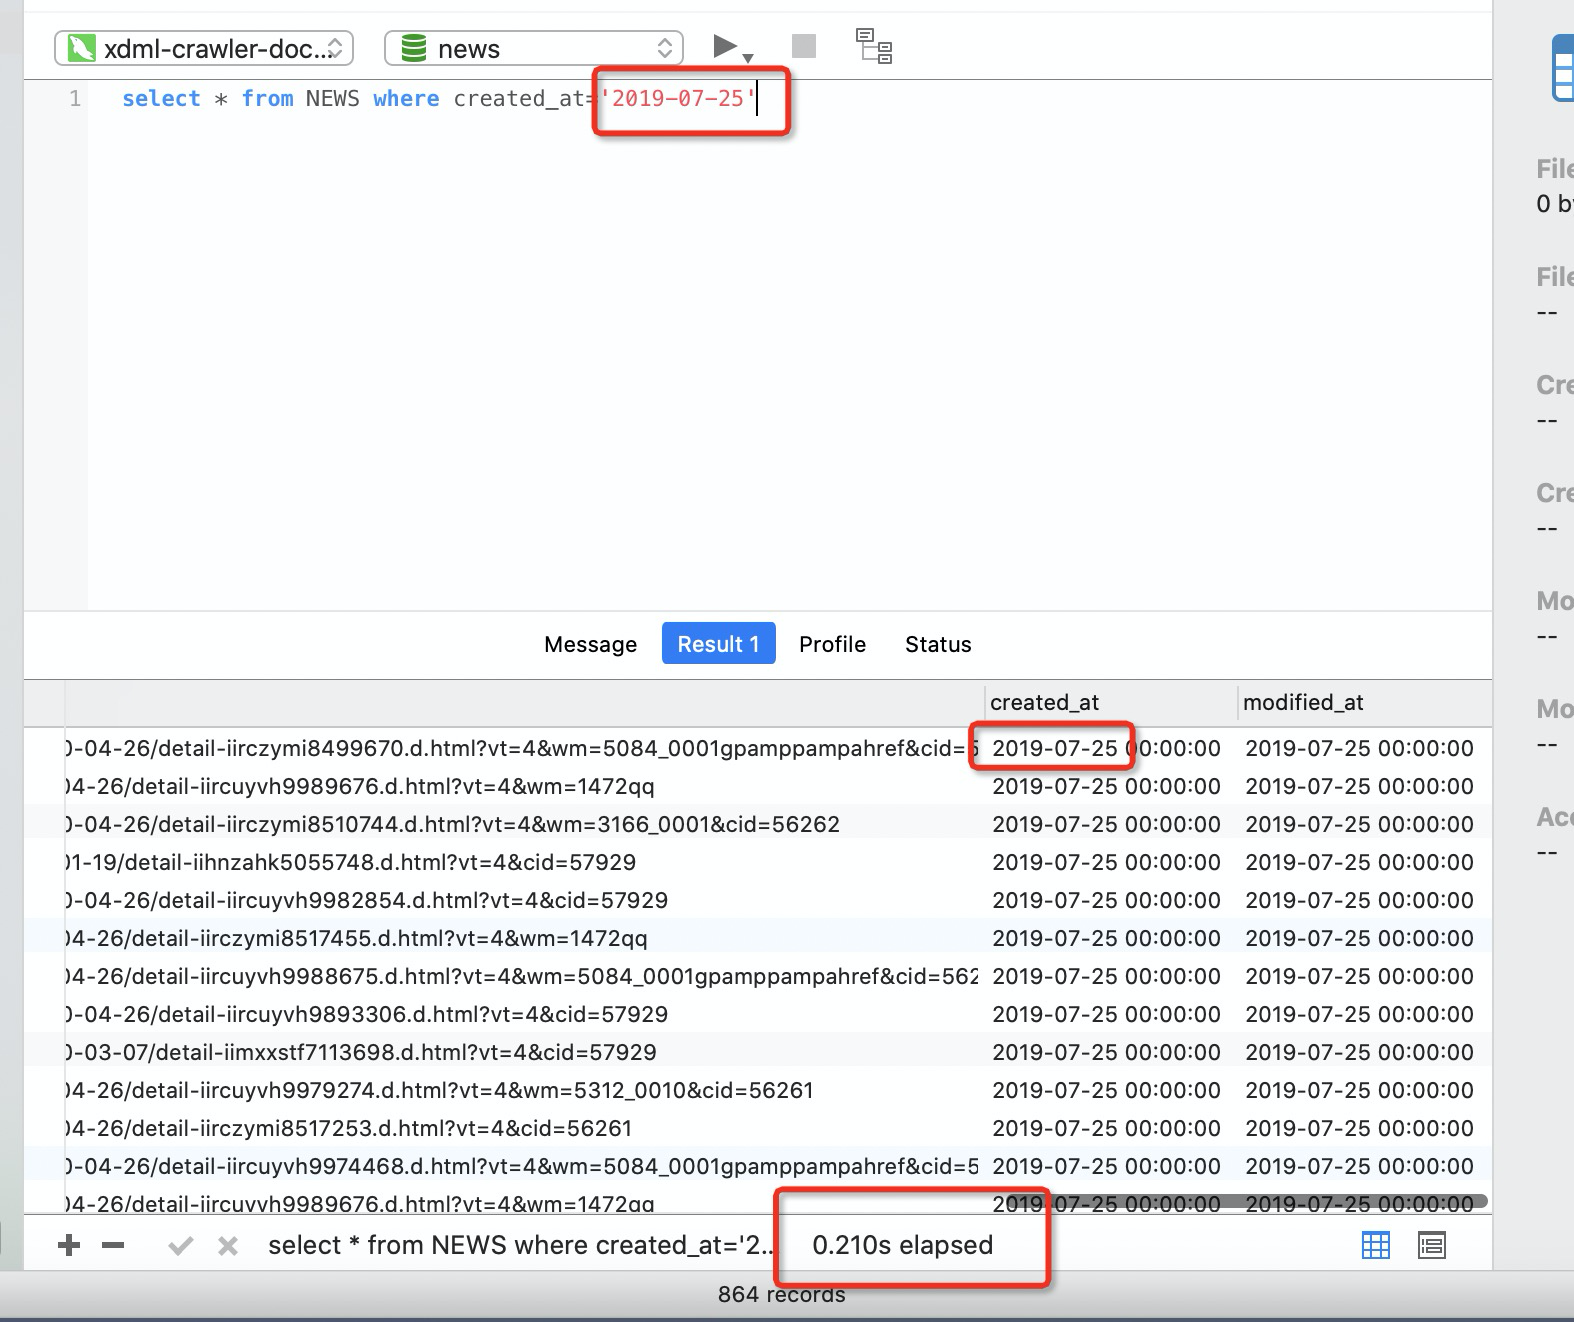 xdml-crawler-doc... news
1 select * from NEWS where created_at='2019-07-25'
File
0 by
File
--
Cre
--
Cre
--
Mo
--
Mo
--
Acc
--
Message Result 1 Profile Status
created_at modified_at
0-04-26/detail-iirczymi8499670.d.html?vt=4&wm=5084_0001gpamppampahref&cid=5 2019-07-25 00:00:00 2019-07-25 00:00:00
04-26/detail-iircuyvh9989676.d.html?vt=4&wm=1472qq 2019-07-25 00:00:00 2019-07-25 00:00:00
0-04-26/detail-iirczymi8510744.d.html?vt=4&wm=3166_0001&cid=56262 2019-07-25 00:00:00 2019-07-25 00:00:00
01-19/detail-iihnzahk5055748.d.html?vt=4&cid=57929 2019-07-25 00:00:00 2019-07-25 00:00:00
0-04-26/detail-iircuyvh9982854.d.html?vt=4&cid=57929 2019-07-25 00:00:00 2019-07-25 00:00:00
04-26/detail-iirczymi8517455.d.html?vt=4&wm=1472qq 2019-07-25 00:00:00 2019-07-25 00:00:00
04-26/detail-iircuyvh9988675.d.html?vt=4&wm=5084_0001gpamppampahref&cid=562 2019-07-25 00:00:00 2019-07-25 00:00:00
0-04-26/detail-iircuyvh9893306.d.html?vt=4&cid=57929 2019-07-25 00:00:00 2019-07-25 00:00:00
0-03-07/detail-iimxxstf7113698.d.html?vt=4&cid=57929 2019-07-25 00:00:00 2019-07-25 00:00:00
04-26/detail-iircuyvh9979274.d.html?vt=4&wm=5312_0010&cid=56261 2019-07-25 00:00:00 2019-07-25 00:00:00
04-26/detail-iirczymi8517253.d.html?vt=4&cid=56261 2019-07-25 00:00:00 2019-07-25 00:00:00
0-04-26/detail-iircuyvh9974468.d.html?vt=4&wm=5084_0001gpamppampahref&cid=5 2019-07-25 00:00:00 2019-07-25 00:00:00
04-26/detail-iircuyvh9989676.d.html?vt=4&wm=1472qq 2019-07-25 00:00:00 2019-07-25 00:00:00
select * from NEWS where created_at='2... 0.210s elapsed
864 records